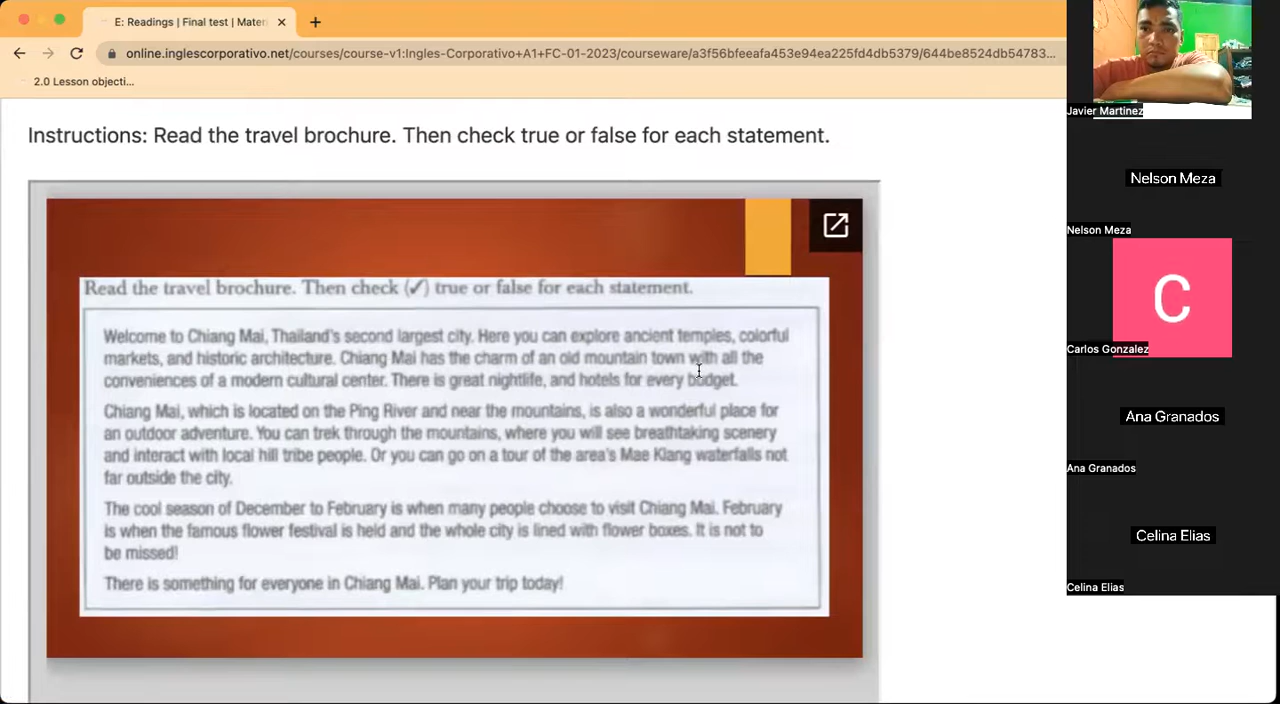 E: Readings | Final test | Mater
online.inglescorporativo.net/courses/course-v1:Ingles-Corporativo+A1+FC-01-2023/courseware/a3f56bfeeafa453e94ea225fd4db5379/644be8524db54783...
2.0 Lesson objecti...
Instructions: Read the travel brochure. Then check true or false for each statement.
Read the travel brochure. Then check (✓) true or false for each statement.
Welcome to Chiang Mai, Thailand's second largest city. Here you can explore ancient temples, colorful
markets, and historic architecture. Chiang Mai has the charm of an old mountain town with all the
conveniences of a modern cultural center. There is great nightlife, and hotels for every budget.
Chiang Mai, which is located on the Ping River and near the mountains, is also a wonderful place for
an outdoor adventure. You can trek through the mountains, where you will see breathtaking scenery
and interact with local hill tribe people. Or you can go on a tour of the area's Mae Klang waterfalls not
far outside the city.
The cool season of December to February is when many people choose to visit Chiang Mai. February
is when the famous flower festival is held and the whole city is lined with flower boxes. It is not to
be missed!
There is something for everyone in Chiang Mai. Plan your trip today!
Javier Martinez
Nelson Meza
Nelson Meza
C
Carlos Gonzalez
Ana Granados
Ana Granados
Celina Elias
Celina Elias